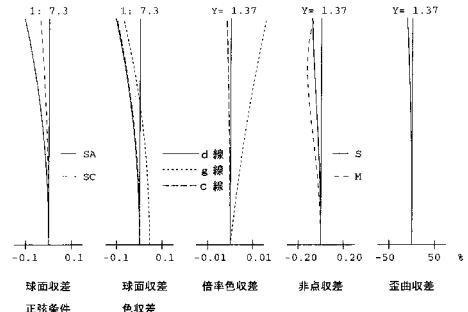 1: 7.3 1: 7.3 Y= 1.37 Y= 1.37 Y= 1.37
SA d 線 S
SC g 線 M
C 線
-0.1 0.1 -0.1 0.1 -0.01 0.01 -0.20 0.20 -50 50 %
球面収差 球面収差 倍率色収差 非点収差 歪曲収差
正弦条件 色収差